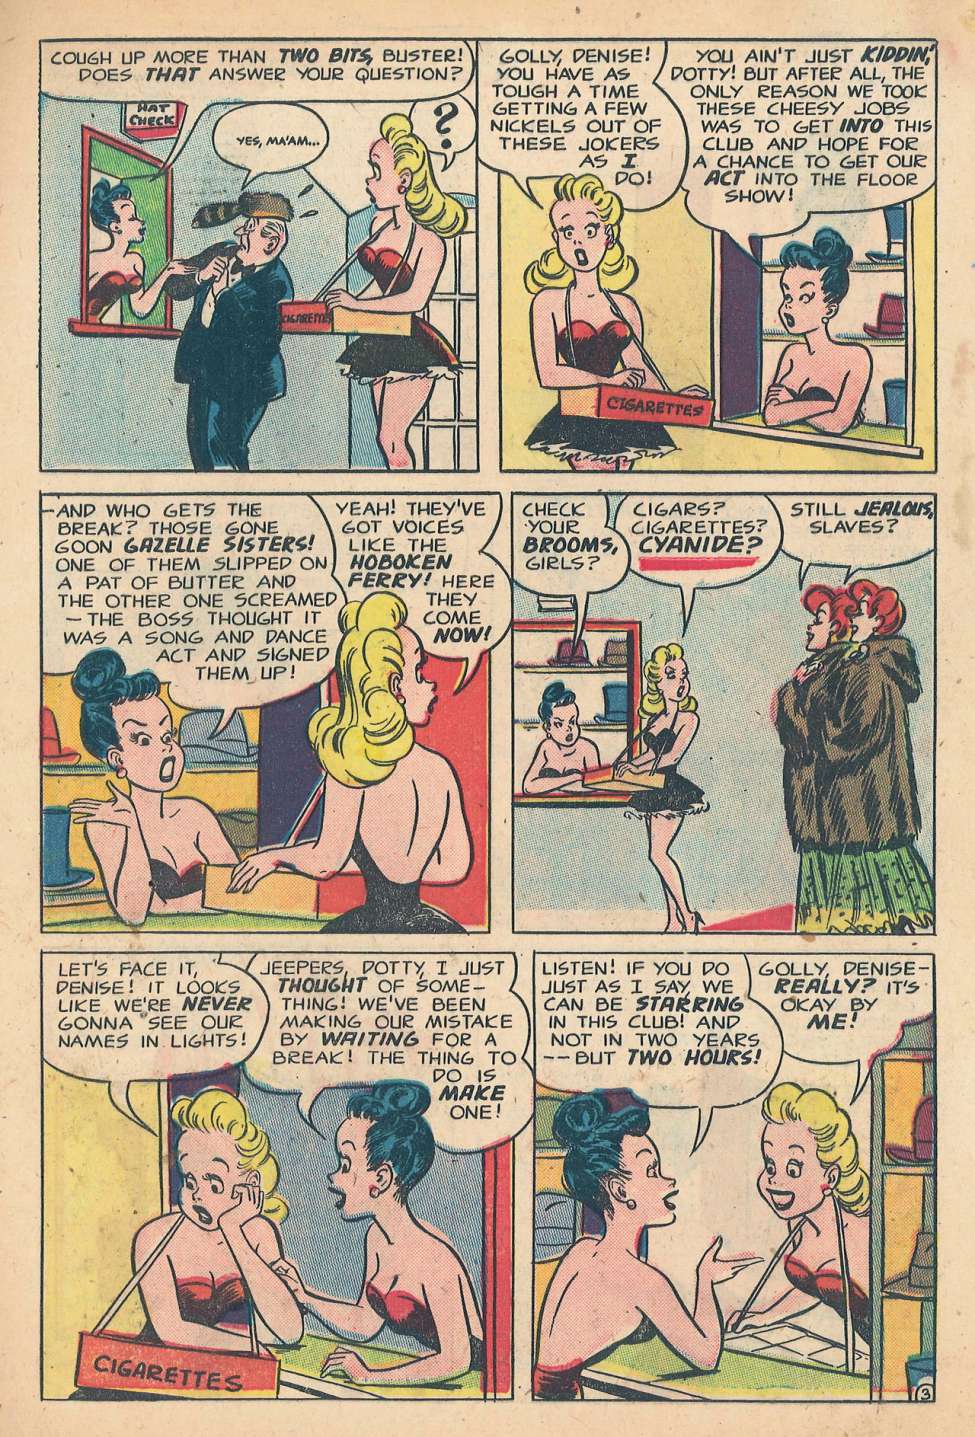 COUGH UP MORE THAN TWO BITS, BUSTER!
DOES THAT ANSWER YOUR QUESTION?
HAT
CHECK
YES, MA'AM...
?
CIGARETTES
GOLLY, DENISE!
YOU HAVE AS
TOUGH A TIME
GETTING A FEW
NICKELS OUT OF
THESE JOKERS
AS I
DO!
YOU AIN'T JUST KIDDIN',
DOTTY! BUT AFTER ALL, THE
ONLY REASON WE TOOK
THESE CHEESY JOBS
WAS TO GET INTO THIS
CLUB AND HOPE FOR
A CHANCE TO GET OUR
ACT INTO THE FLOOR
SHOW!
CIGARETTES
—AND WHO GETS THE
BREAK? THOSE GONE
GOON GAZELLE SISTERS!
ONE OF THEM SLIPPED ON
A PAT OF BUTTER AND
THE OTHER ONE SCREAMED
—THE BOSS THOUGHT IT
WAS A SONG AND DANCE
ACT AND SIGNED
THEM UP!
YEAH! THEY'VE
GOT VOICES
LIKE THE
HOBOKEN
FERRY! HERE
THEY
COME
NOW!
CHECK
YOUR
BROOMS,
GIRLS?
CIGARS?
CIGARETTES?
CYANIDE?
STILL JEALOUS,
SLAVES?
LET'S FACE IT,
DENISE! IT LOOKS
LIKE WE'RE NEVER
GONNA SEE OUR
NAMES IN LIGHTS!
JEEPERS, DOTTY, I JUST
THOUGHT OF SOME-
THING! WE'VE BEEN
MAKING OUR MISTAKE
BY WAITING FOR A
BREAK! THE THING TO
DO IS
MAKE
ONE!
CIGARETTES
LISTEN! IF YOU DO
JUST AS I SAY, WE
CAN BE STARRING
IN THIS CLUB! AND
NOT IN TWO YEARS
--BUT TWO HOURS!
GOLLY, DENISE-
REALLY? IT'S
OKAY BY
ME!
3